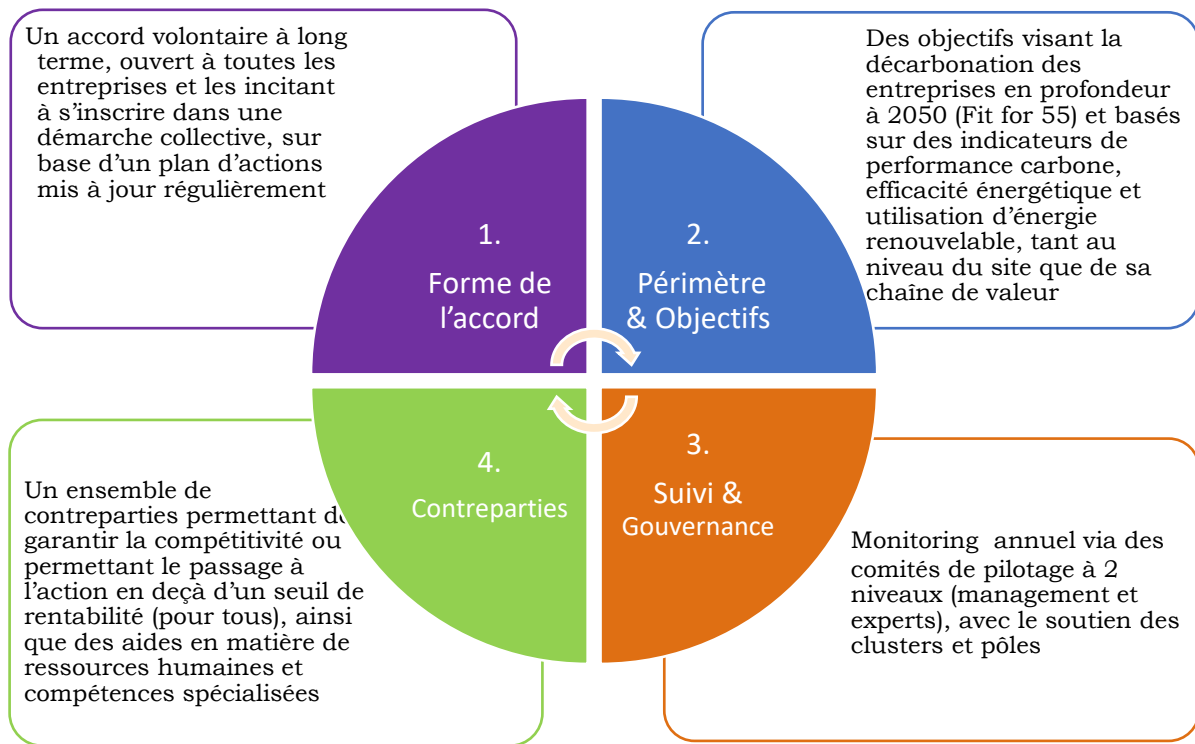 Un accord volontaire à long
terme, ouvert à toutes les
entreprises et les incitant
à s’inscrire dans une
démarche collective, sur
base d’un plan d’actions
mis à jour régulièrement
Des objectifs visant la
décarbonation des
entreprises en profondeur
à 2050 (Fit for 55) et basés
sur des indicateurs de
performance carbone,
efficacité énergétique et
utilisation d’énergie
renouvelable, tant au
niveau du site que de sa
chaîne de valeur
1.
Forme de
l’accord
2.
Périmètre
& Objectifs
3.
Suivi &
Gouvernance
4.
Contreparties
Un ensemble de
contreparties permettant de
garantir la compétitivité ou
permettant le passage à
l’action en deçà d’un seuil de
rentabilité (pour tous), ainsi
que des aides en matière de
ressources humaines et
compétences spécialisées
Monitoring annuel via des
comités de pilotage à 2
niveaux (management et
experts), avec le soutien des
clusters et pôles